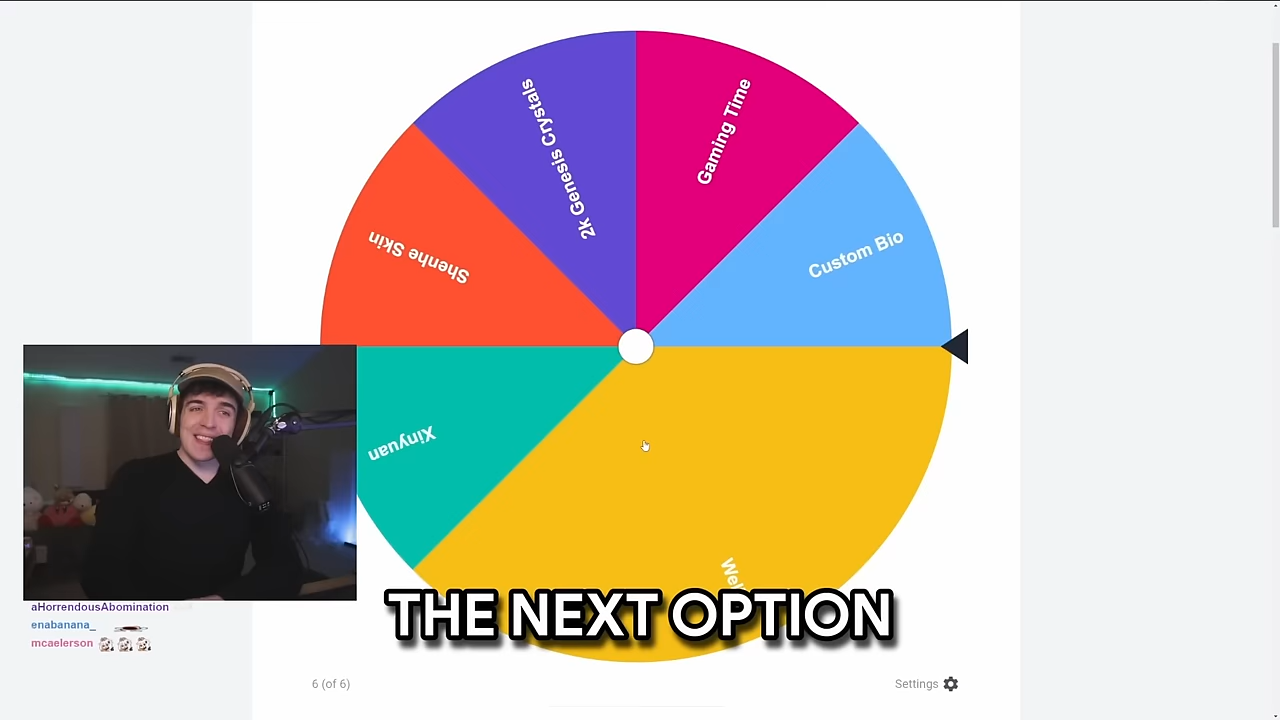 2k Genesis Crystals
Gaming Time
Shenhe Skin
Custom Bio
Xinyuan
THE NEXT OPTION
aHorrendousAbomination
enabanana_
mcaelerson
6 (of 6)
Settings